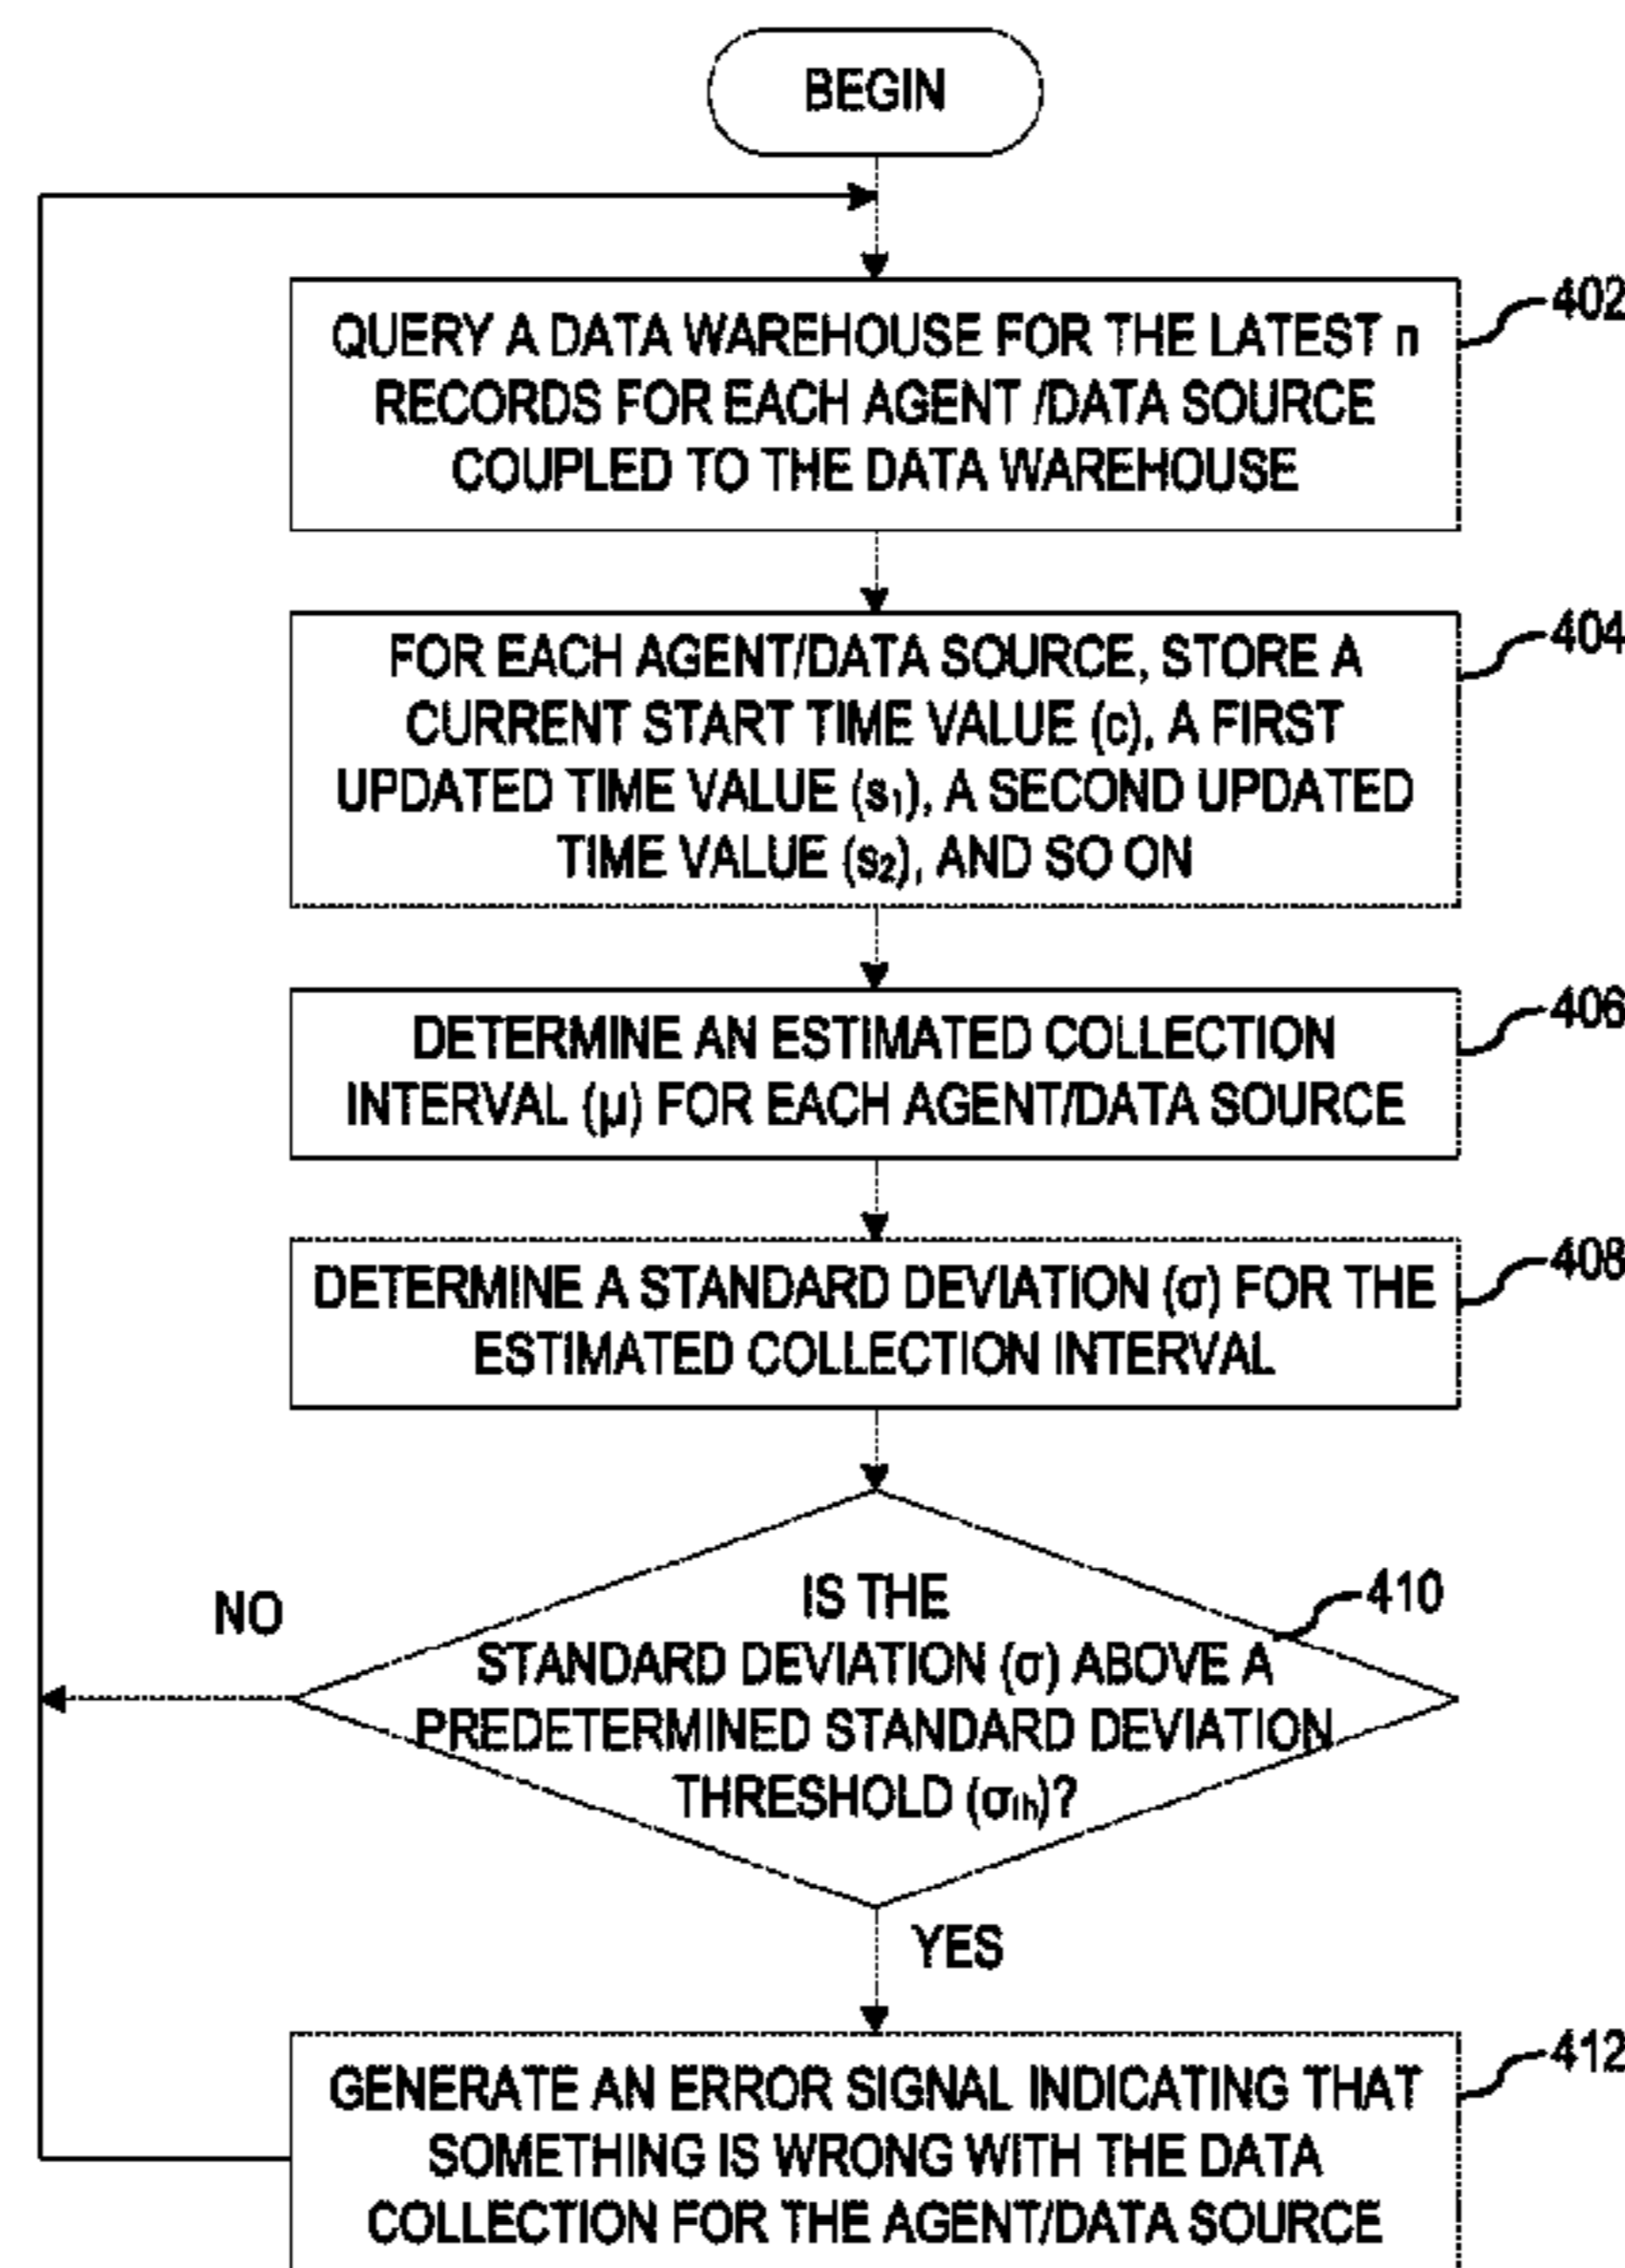 BEGIN
QUERY A DATA WAREHOUSE FOR THE LATEST n
RECORDS FOR EACH AGENT /DATA SOURCE
COUPLED TO THE DATA WAREHOUSE
402
FOR EACH AGENT/DATA SOURCE, STORE A
CURRENT START TIME VALUE (c), A FIRST
UPDATED TIME VALUE (s₁), A SECOND UPDATED
TIME VALUE (s₂), AND SO ON
404
DETERMINE AN ESTIMATED COLLECTION
INTERVAL (μ) FOR EACH AGENT/DATA SOURCE
406
DETERMINE A STANDARD DEVIATION (σ) FOR THE
ESTIMATED COLLECTION INTERVAL
408
IS THE
STANDARD DEVIATION (σ) ABOVE A
PREDETERMINED STANDARD DEVIATION
THRESHOLD (σth)?
410
NO
YES
GENERATE AN ERROR SIGNAL INDICATING THAT
SOMETHING IS WRONG WITH THE DATA
COLLECTION FOR THE AGENT/DATA SOURCE
412